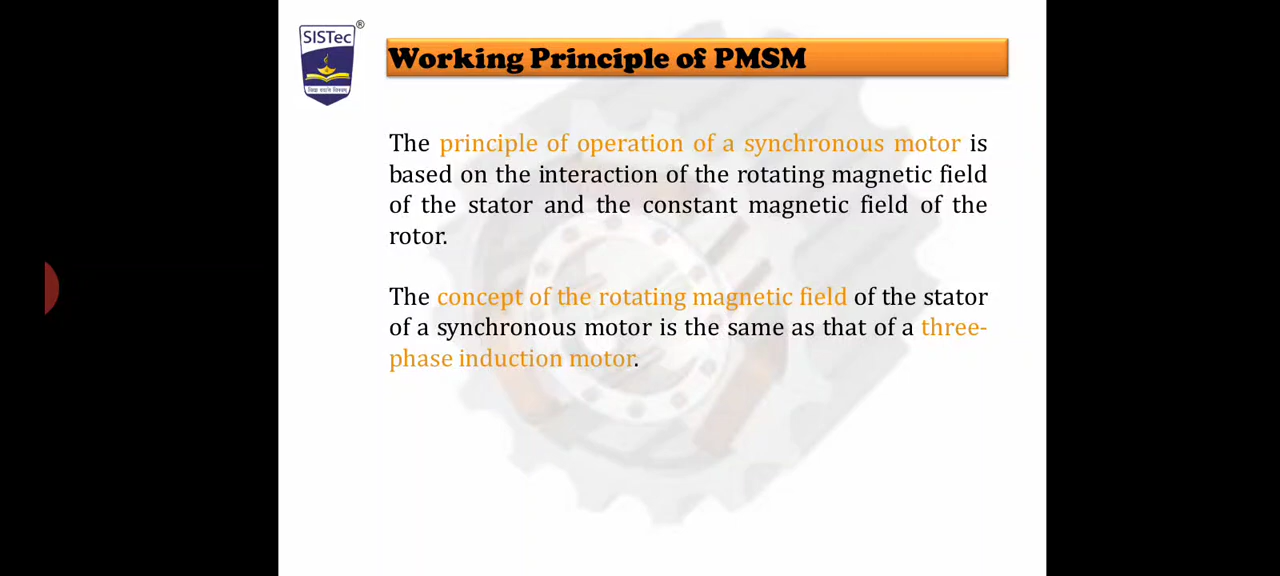 SISTec
®
Working Principle of PMSM
The principle of operation of a synchronous motor is
based on the interaction of the rotating magnetic field
of the stator and the constant magnetic field of the
rotor.
The concept of the rotating magnetic field of the stator
of a synchronous motor is the same as that of a three-
phase induction motor.